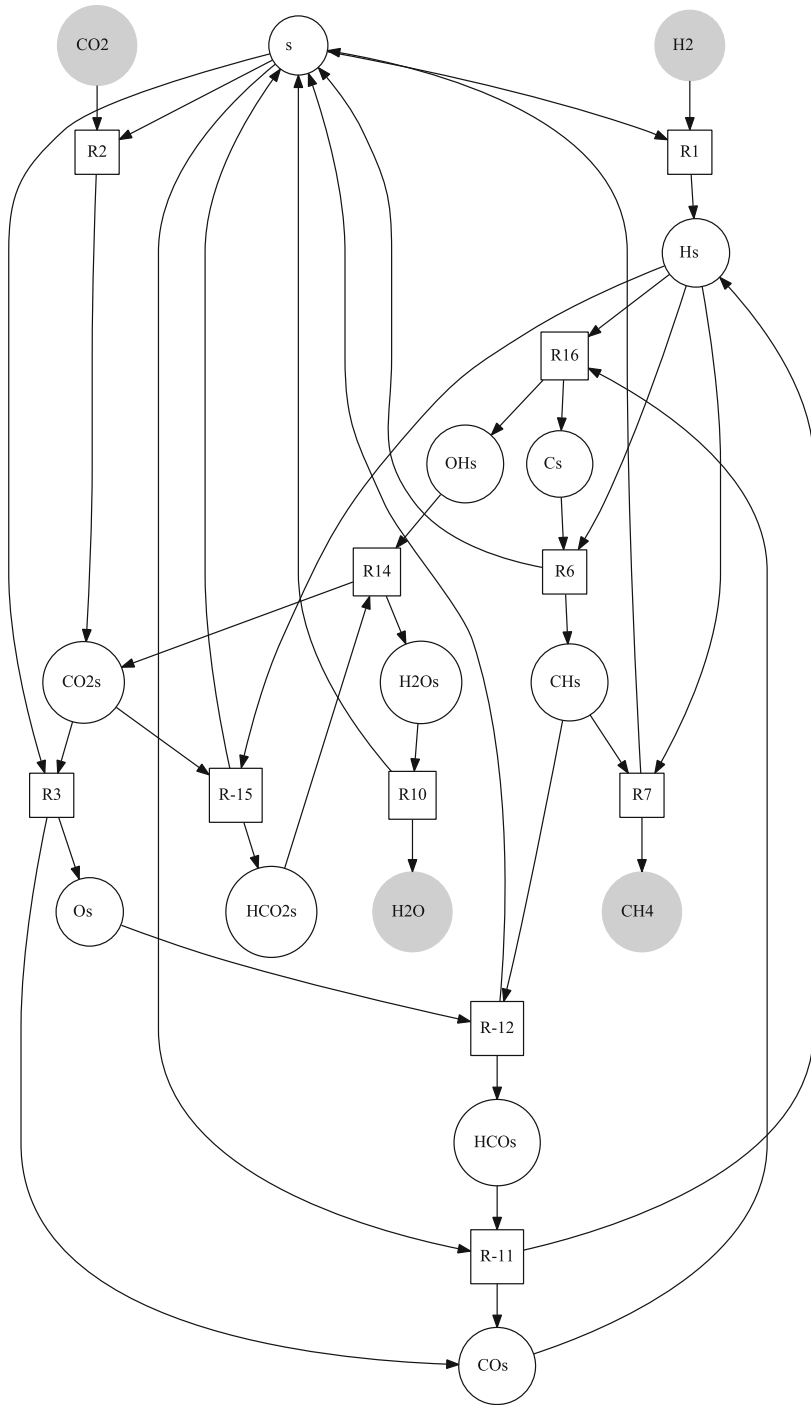 CO2
s
H2
R2
R1
Hs
R16
OHs
Cs
R14
R6
CO2s
H2Os
CHs
R3
R-15
R10
R7
Os
HCO2s
H2O
CH4
R-12
HCOs
R-11
COs